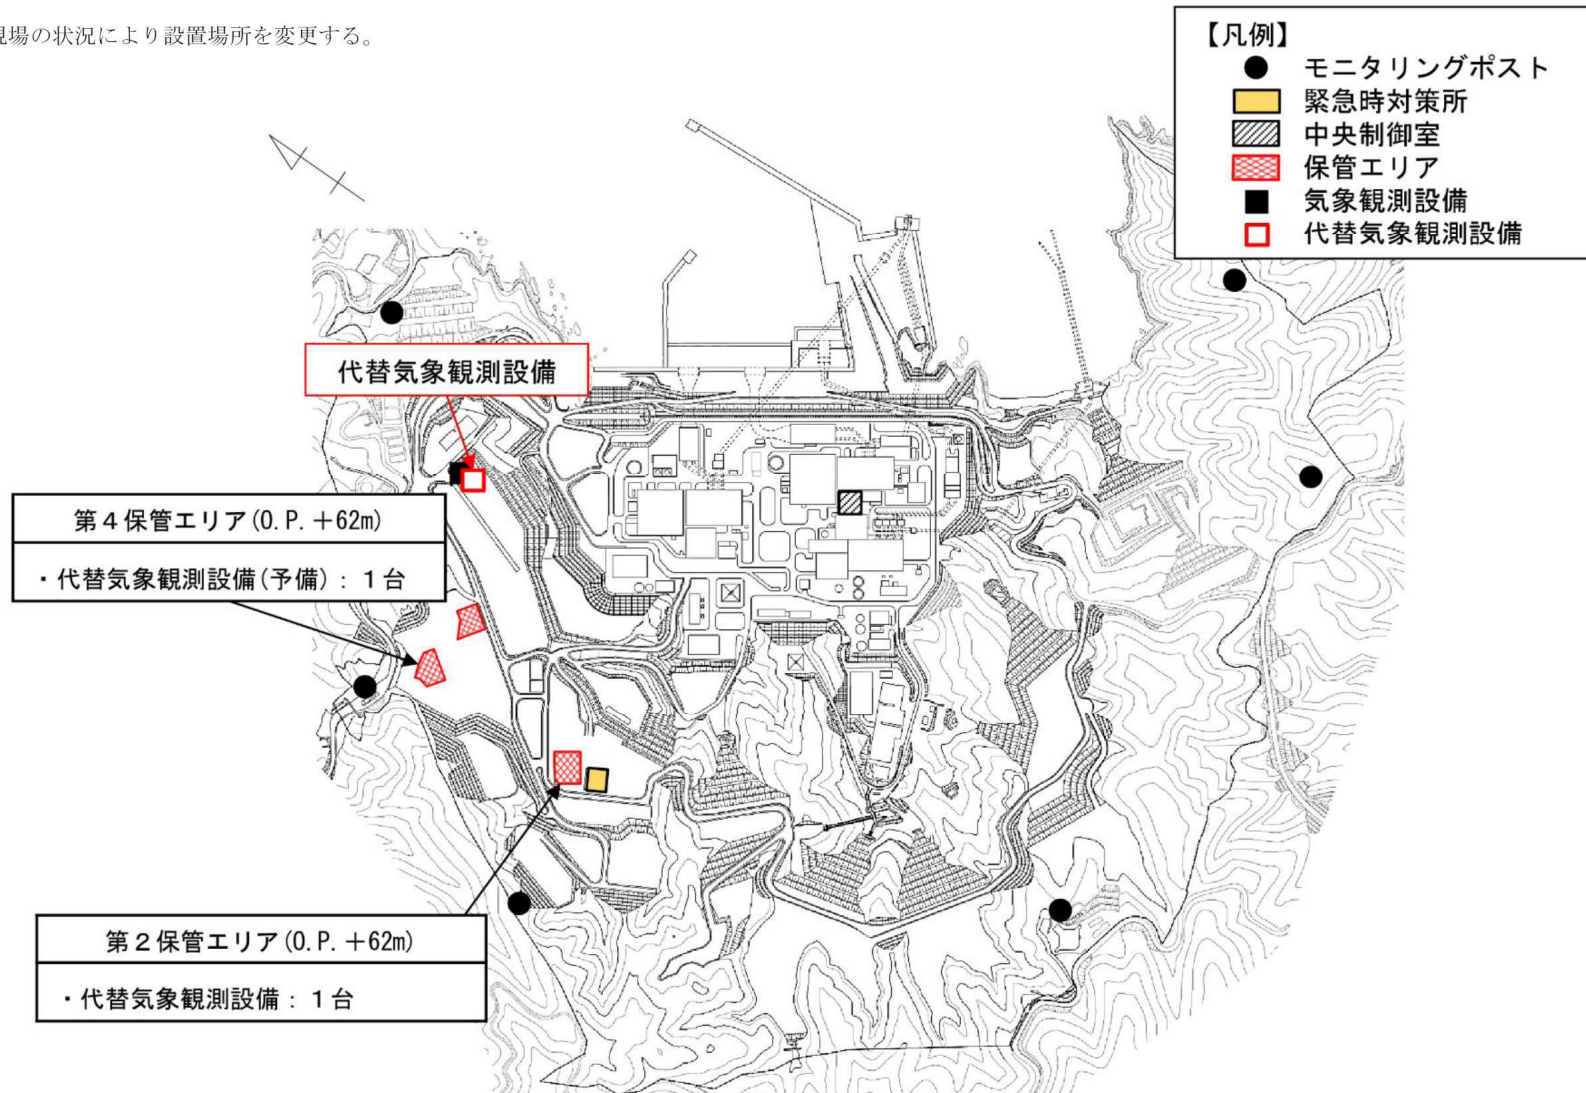 現場の状況により設置場所を変更する。
【凡例】
モニタリングポスト
緊急時対策所
中央制御室
保管エリア
気象観測設備
代替気象観測設備
代替気象観測設備
第4保管エリア(O.P.+62m)
・代替気象観測設備(予備):1台
第2保管エリア(O.P.+62m)
・代替気象観測設備:1台